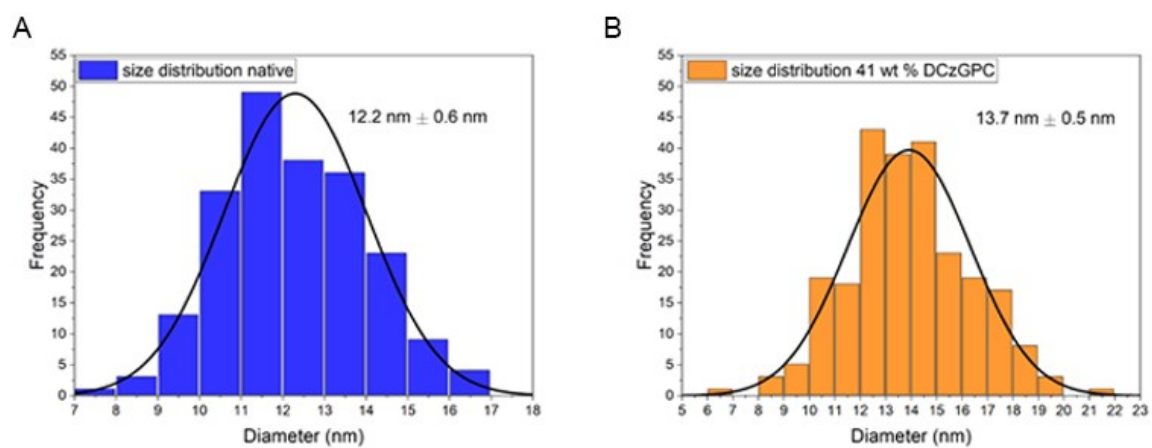 A
55
50
45
40
35
30
25
20
15
10
5
0
Frequency
size distribution native
12.2 nm ± 0.6 nm
7 8 9 10 11 12 13 14 15 16 17 18
Diameter (nm)
B
55
50
45
40
35
30
25
20
15
10
5
0
Frequency
size distribution 41 wt % DCzGPC
13.7 nm ± 0.5 nm
5 6 7 8 9 10 11 12 13 14 15 16 17 18 19 20 21 22 23
Diameter (nm)